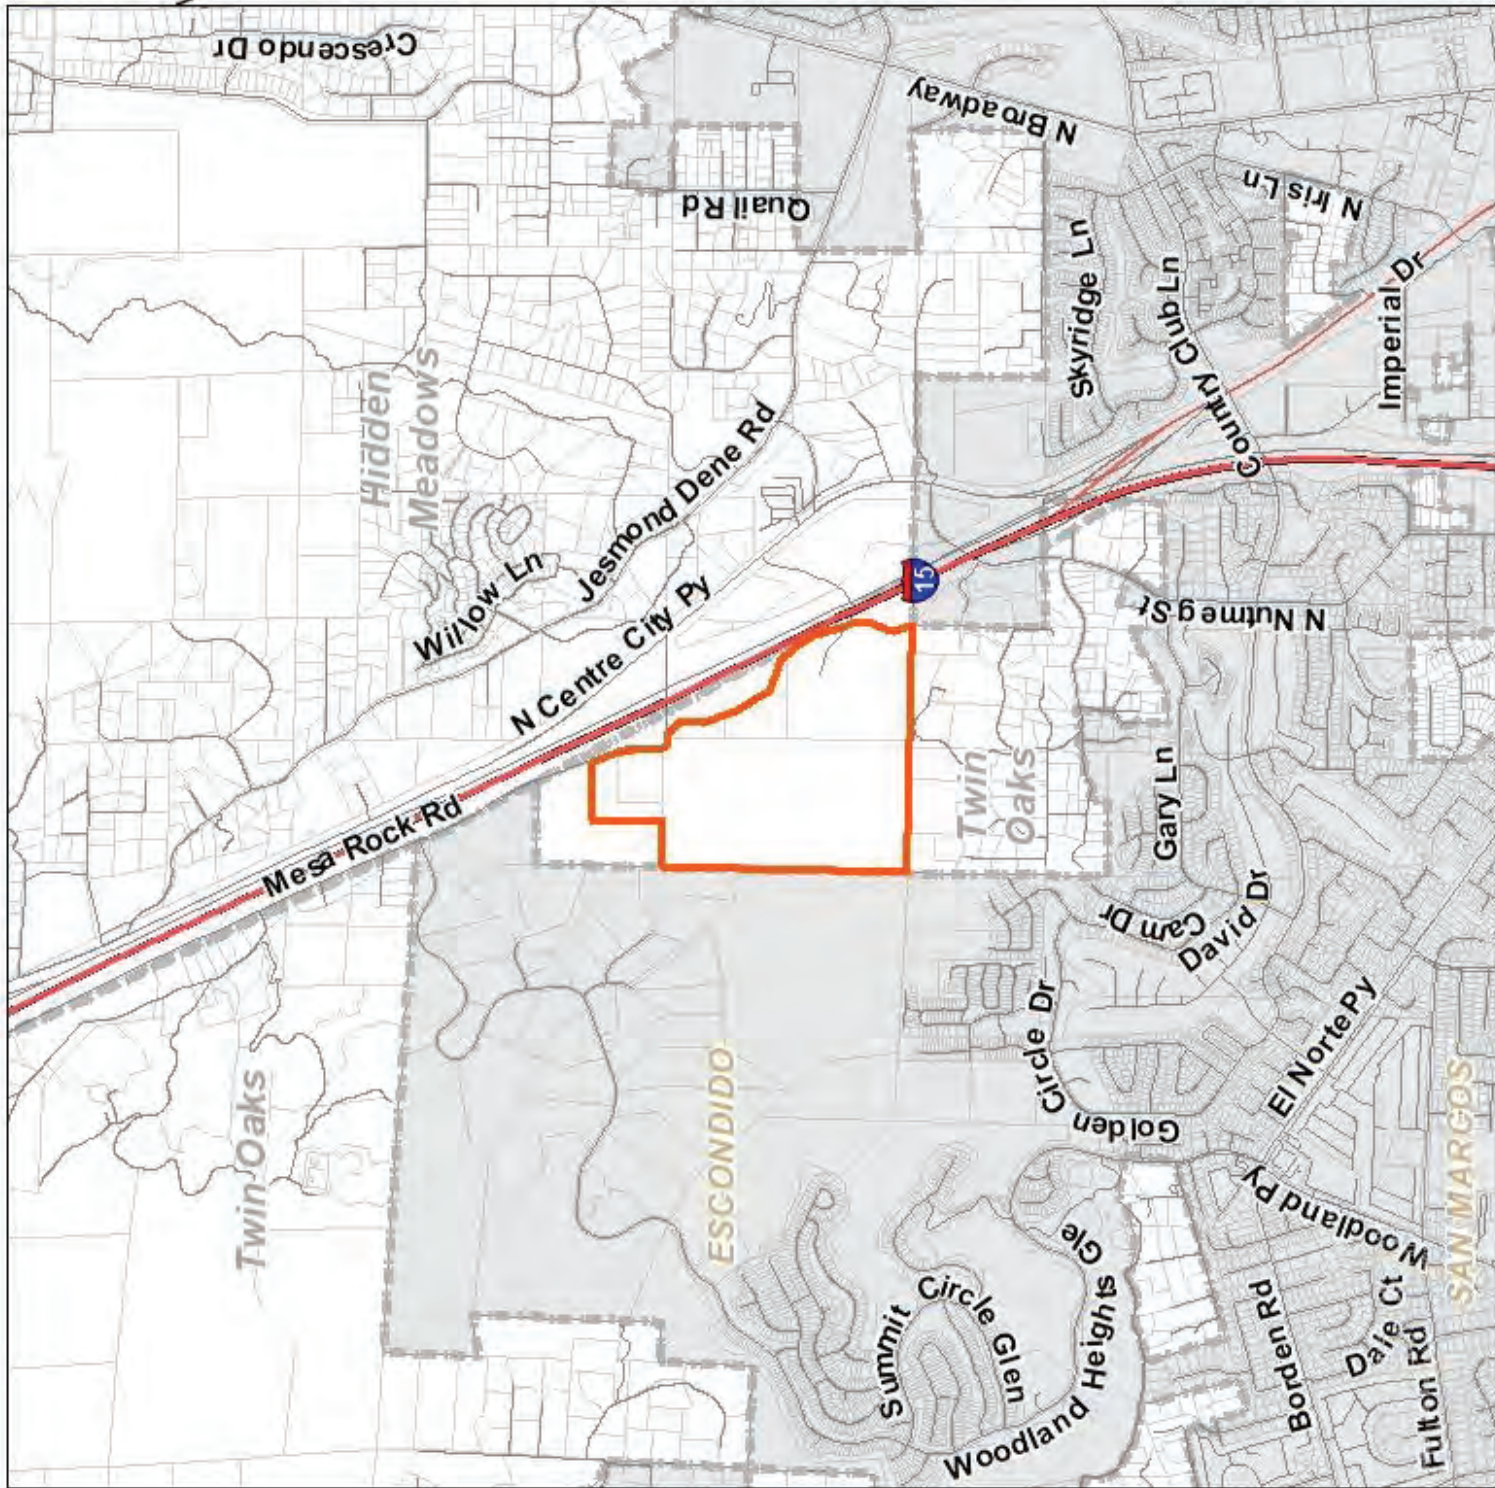 Crescendo Dr
N Broadway
Quail Rd
N Iris Ln
Skyridge Ln
Country Club Ln
Imperial Dr
Hidden
Meadows
Jesmond Dene Rd
Willow Ln
N Centre City Py
15
N Nutmeg St
Mesa Rock Rd
Twin
Oaks
Gary Ln
Cam Dr
David Dr
Golden Circle Dr
El Norte Py
Twin Oaks
ESCONDIDO
SAN MARCOS
Woodland Py
Summit
Circle Glen
Woodland Heights Gle
Borden Rd
Dale Ct
Fulton Rd